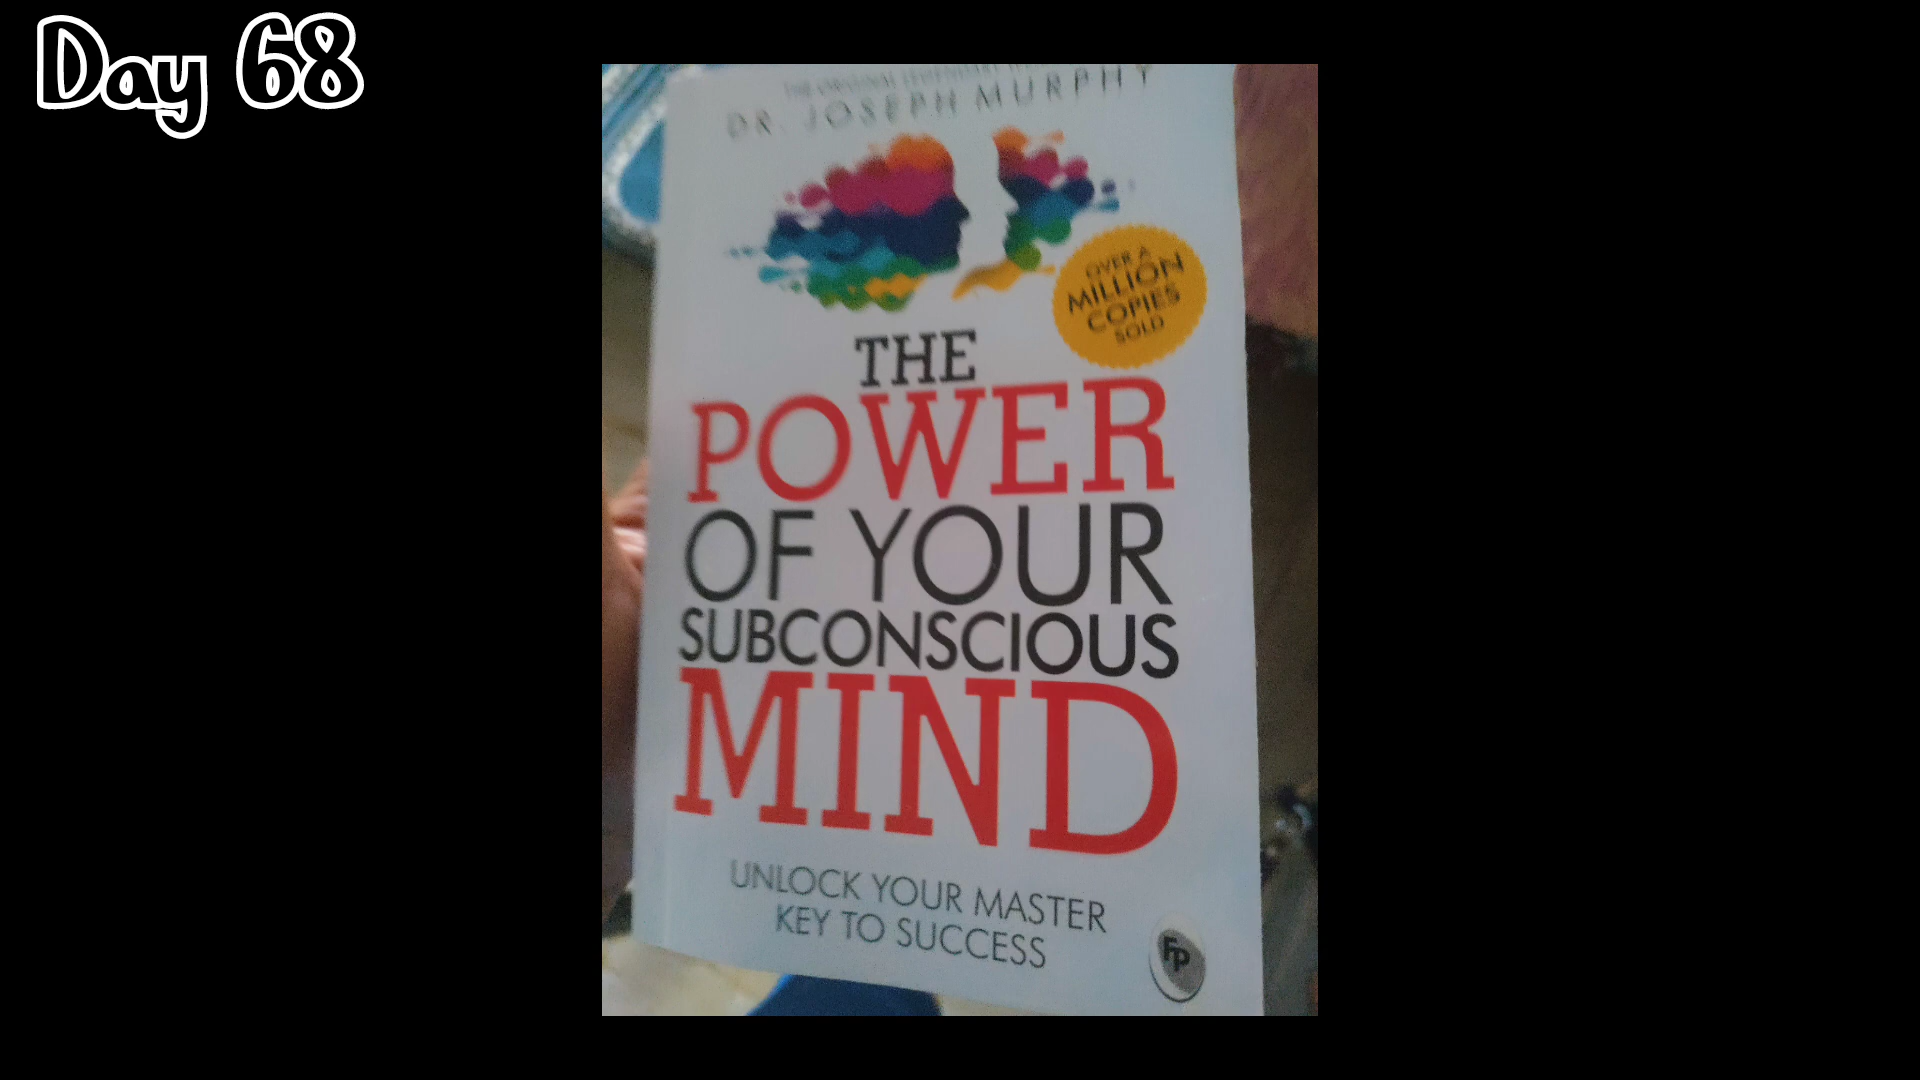 Day 68
DR. JOSEPH MURPHY
OVER A
MILLION
COPIES
SOLD
THE
POWER
OF YOUR
SUBCONSCIOUS
MIND
UNLOCK YOUR MASTER
KEY TO SUCCESS
FP